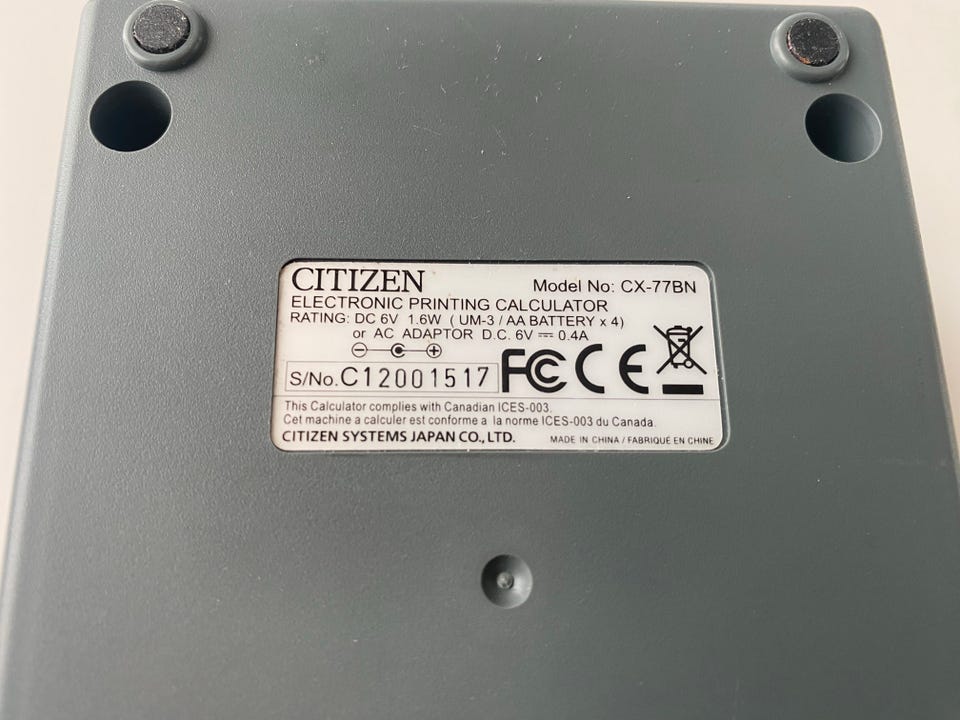 CITIZEN Model No: CX-77BN
ELECTRONIC PRINTING CALCULATOR
RATING: DC 6V 1.6W ( UM-3 / AA BATTERY x 4)
or AC ADAPTOR D.C. 6V ⎓ 0.4A
S/No. C12001517 FC CE
This Calculator complies with Canadian ICES-003.
Cet machine a calculer est conforme a la norme ICES-003 du Canada.
CITIZEN SYSTEMS JAPAN CO., LTD. MADE IN CHINA / FABRIQUÉ EN CHINE